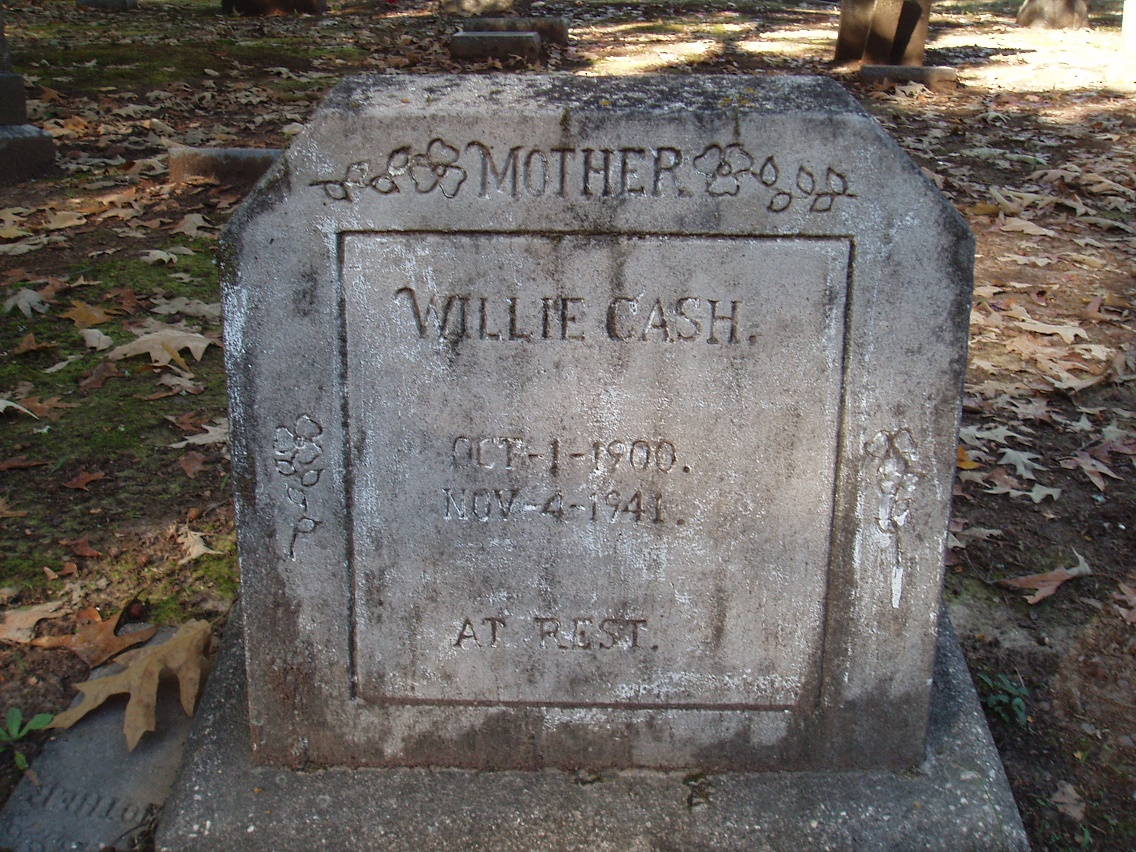 MOTHER
WILLIE CASH.
OCT-1-1900.
NOV-4-1941.
AT REST.